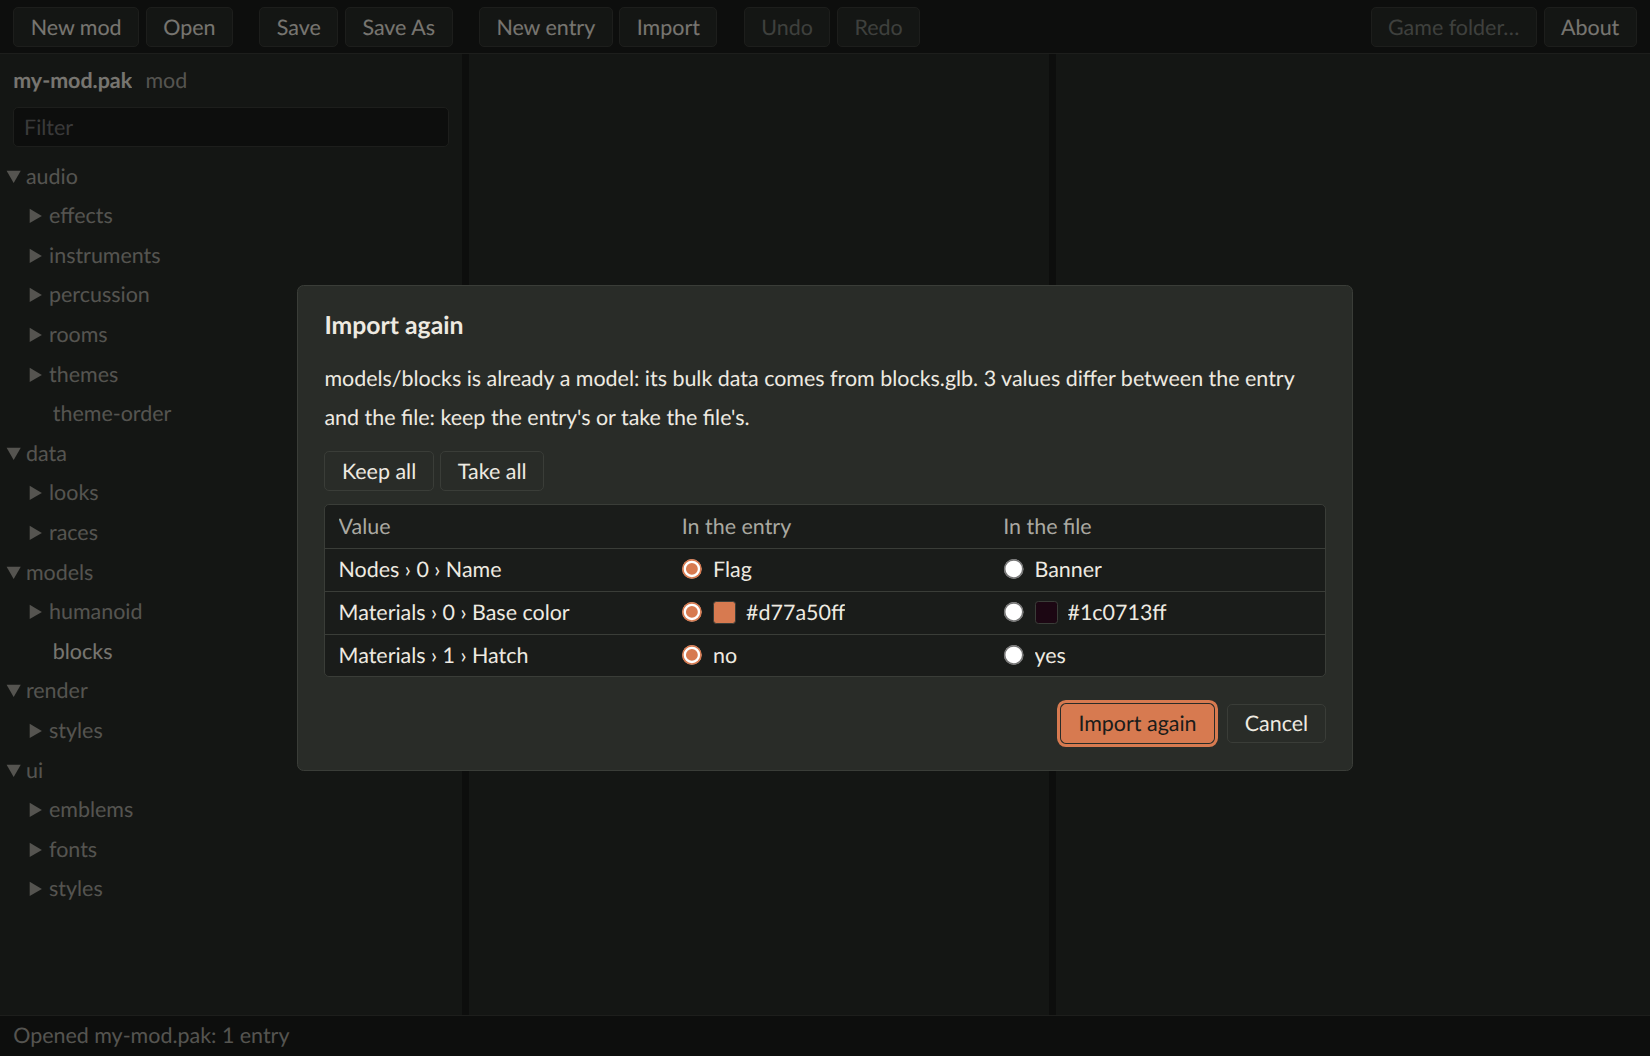 New mod Open Save Save As New entry Import Undo Redo Game folder... About
my-mod.pak mod
Filter
audio
effects
instruments
percussion
rooms
themes
theme-order
data
looks
races
models
humanoid
blocks
render
styles
ui
emblems
fonts
styles
Import again
models/blocks is already a model: its bulk data comes from blocks.glb. 3 values differ between the entry
and the file: keep the entry's or take the file's.
Keep all Take all
Value In the entry In the file
Nodes › 0 › Name Flag Banner
Materials › 0 › Base color #d77a50ff #1c0713ff
Materials › 1 › Hatch no yes
Import again Cancel
Opened my-mod.pak: 1 entry